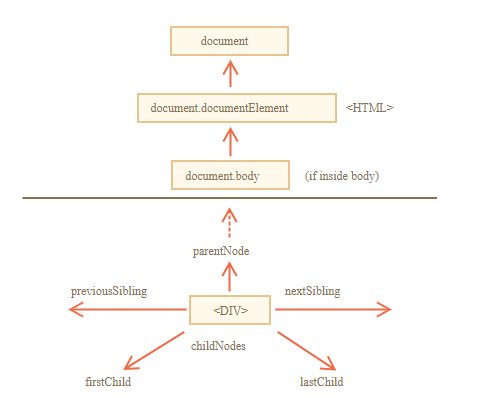 document
document.documentElement <HTML>
document.body (if inside body)
parentNode
previousSibling nextSibling
<DIV>
childNodes
firstChild lastChild